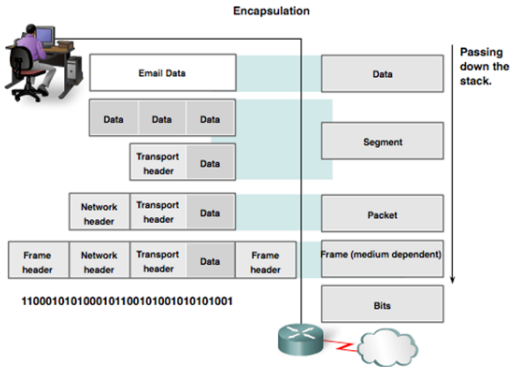 Encapsulation
Passing
down the
stack.
Email Data
Data
Data Data Data
Segment
Transport
header
Data
Network
header
Transport
header
Data
Packet
Frame
header
Network
header
Transport
header
Data
Frame
header
Frame (medium dependent)
1100010101000101100101001010101001
Bits